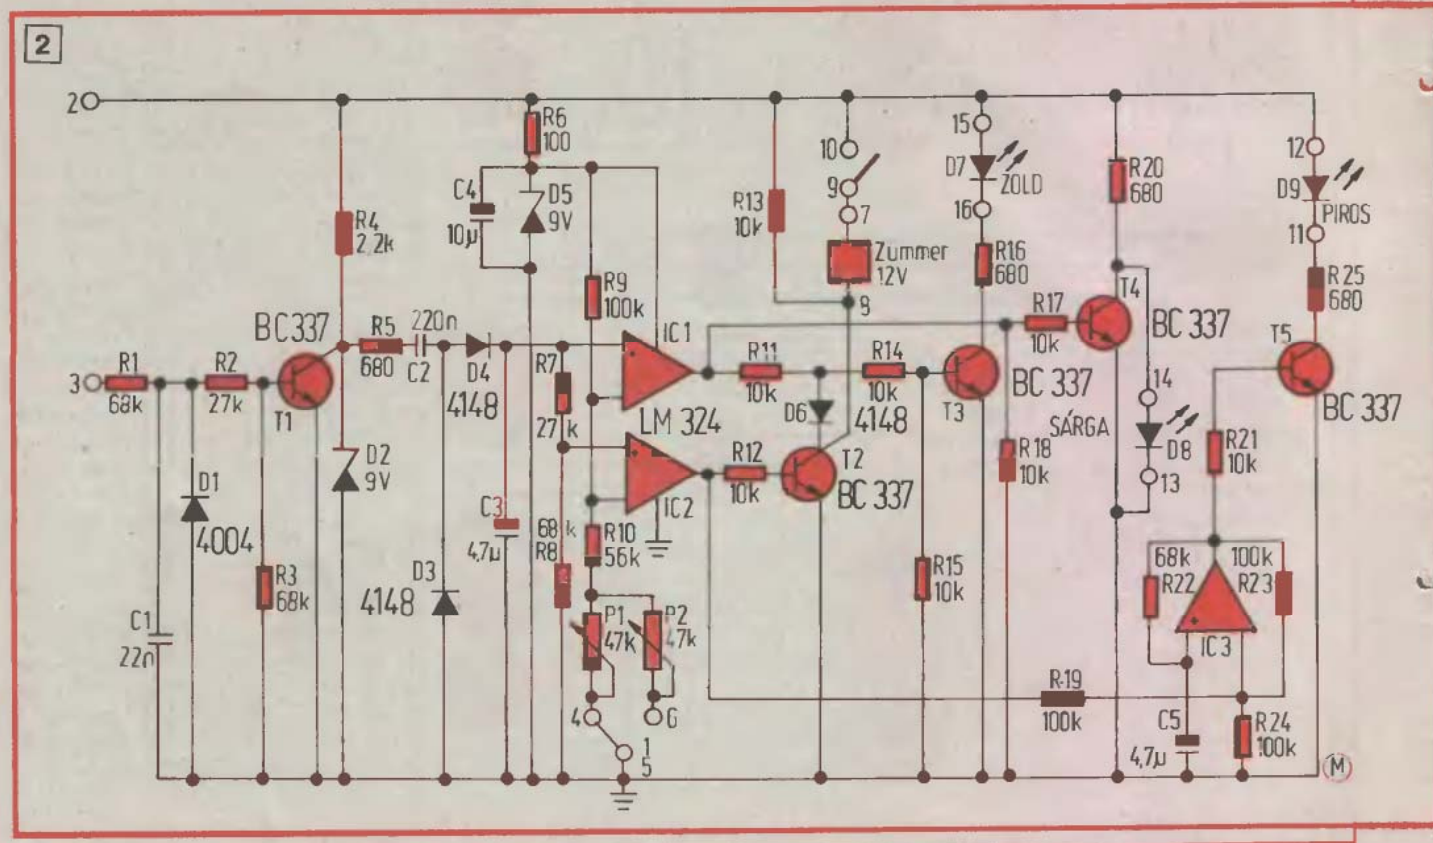 2
2
R6
100
15
12
10
C4
10µ
D5
9V
R13
10k
9
7
D7
ZÖLD
16
R20
680
D9
PIROS
11
R4
2,2k
Zümmer
12V
8
R16
680
R25
680
R9
100k
T4
BC 337
BC 337
R5
680
220n
C2
D4
4148
IC1
R17
10k
T5
BC 337
3
R1
68k
R2
27k
T1
R7
27k
R11
10k
R14
10k
BC 337
T3
14
D6
4148
SÁRGA
D8
13
LM 324
R12
10k
T2
BC 337
R18
10k
R21
10k
D2
9V
D1
4004
IC2
C3
4,7µ
68k
R8
R10
56k
R3
68k
D3
4148
R15
10k
68k
R22
100k
R23
C1
22n
P1
47k
P2
47k
IC3
4
6
R19
100k
C5
4,7µ
R24
100k
1
5
M